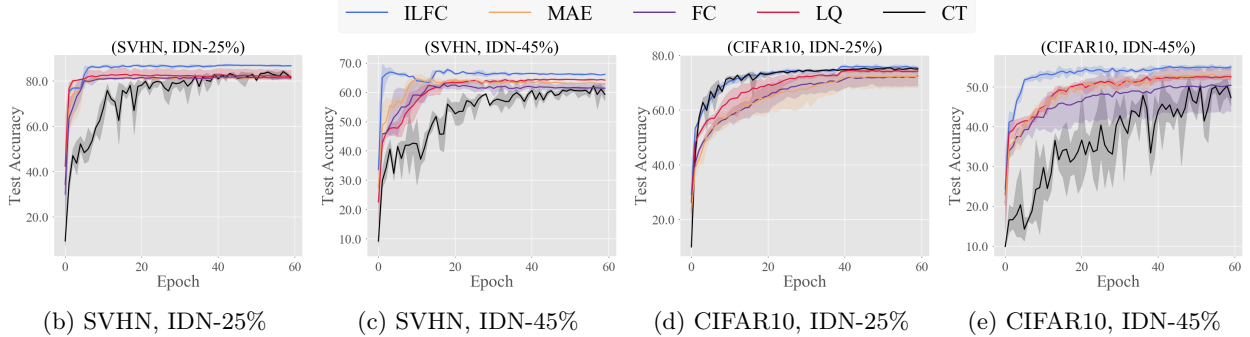 ILFC MAE FC LQ CT
(SVHN, IDN-25%)
80.0
60.0
40.0
20.0
Test Accuracy
0 20 40 60
Epoch
(b) SVHN, IDN-25%
(SVHN, IDN-45%)
70.0
60.0
50.0
40.0
30.0
20.0
10.0
Test Accuracy
0 20 40 60
Epoch
(c) SVHN, IDN-45%
(CIFAR10, IDN-25%)
80.0
60.0
40.0
20.0
Test Accuracy
0 20 40 60
Epoch
(d) CIFAR10, IDN-25%
(CIFAR10, IDN-45%)
50.0
40.0
30.0
20.0
10.0
Test Accuracy
0 20 40 60
Epoch
(e) CIFAR10, IDN-45%